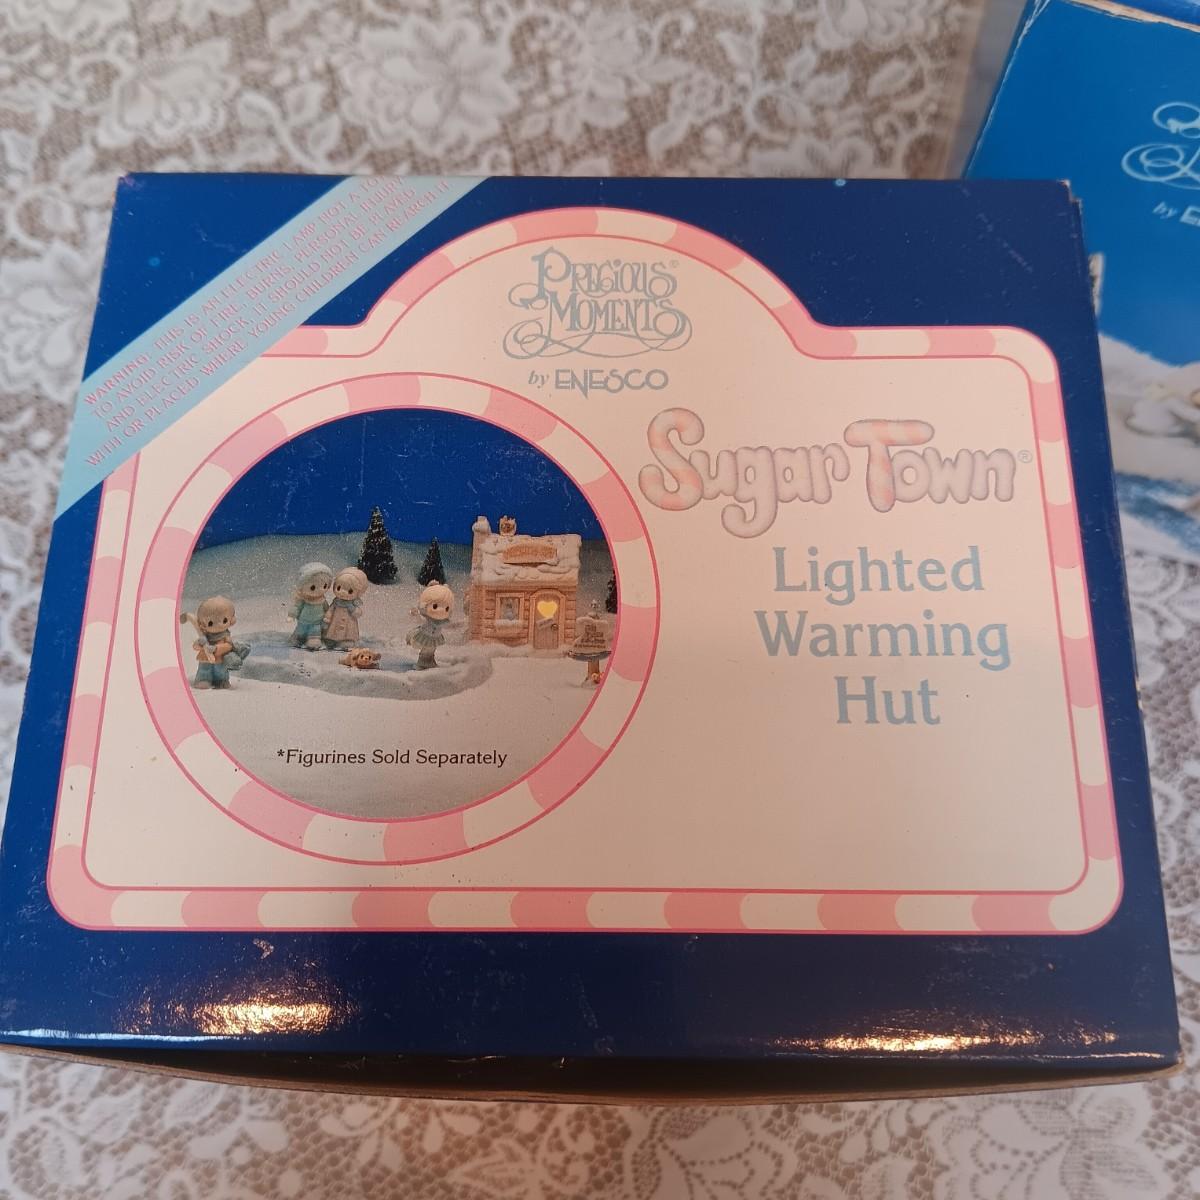 WARNING: THIS IS AN ELECTRIC LAMP NOT A TOY
TO AVOID RISK OF FIRE, BURNS, PERSONAL INJURY
AND ELECTRIC SHOCK, IT SHOULD NOT BE PLAYED
WITH OR PLACED WHERE YOUNG CHILDREN CAN REACH IT
PRECIOUS®
MOMENTS
by ENESCO
Sugar Town®
Lighted
Warming
Hut
*Figurines Sold Separately
by